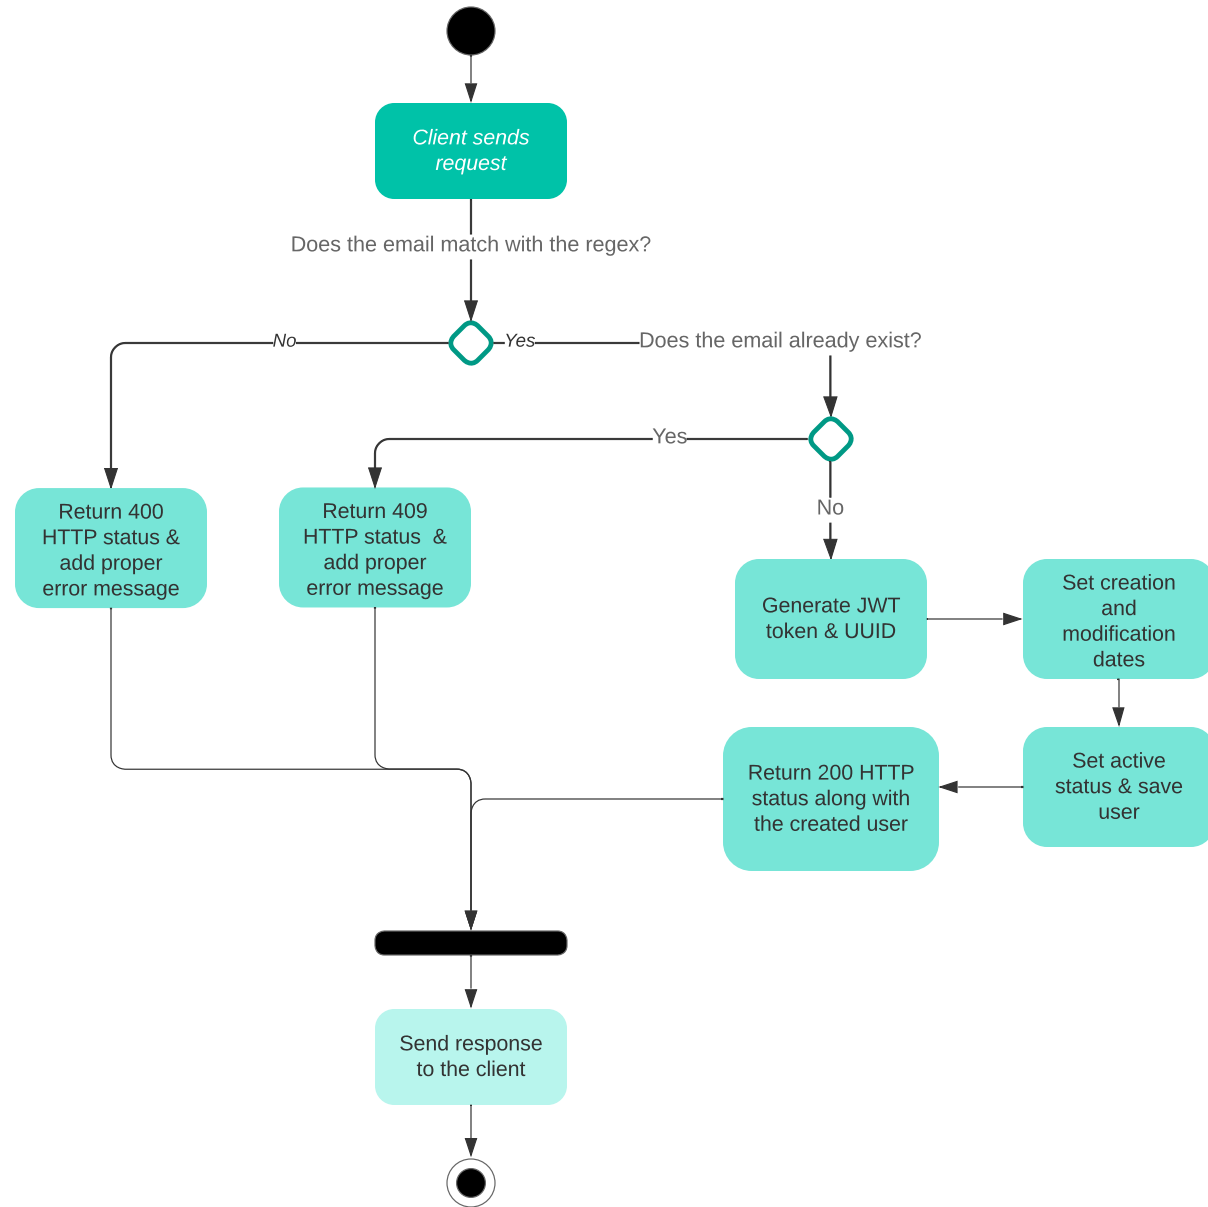 Client sends
request
Does the email match with the regex?
No
Yes
Does the email already exist?
Yes
No
Return 400
HTTP status &
add proper
error message
Return 409
HTTP status  &
add proper
error message
Generate JWT
token & UUID
Set creation
and
modification
dates
Set active
status & save
user
Return 200 HTTP
status along with
the created user
Send response
to the client